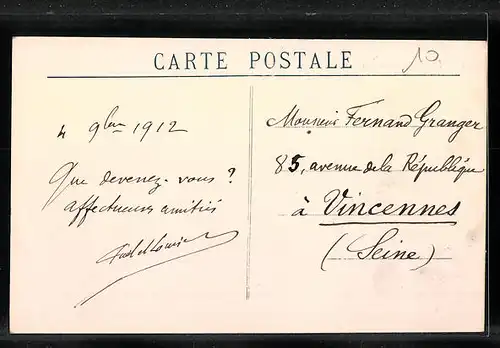 CARTE POSTALE
10
4 9bre 1912
Que devenez-vous ?
affectueuses amitiés
Monsieur Fernand Granger
85, avenue de la République
à Vincennes
(Seine)